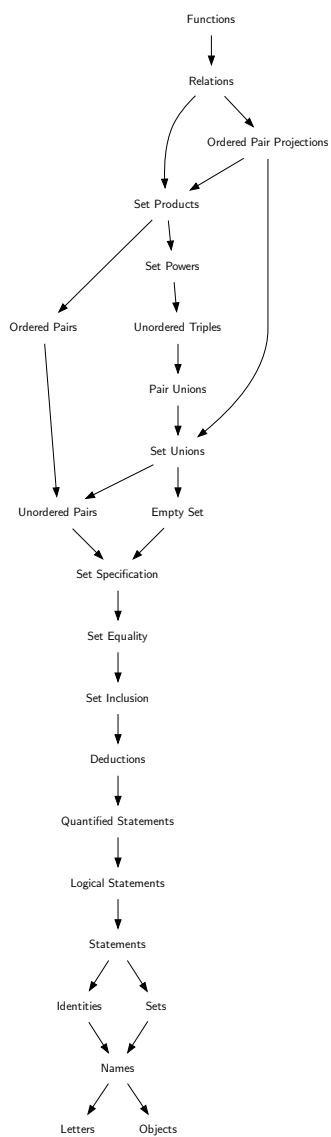 Functions
Relations
Ordered Pair Projections
Set Products
Set Powers
Ordered Pairs
Unordered Triples
Pair Unions
Set Unions
Unordered Pairs
Empty Set
Set Specification
Set Equality
Set Inclusion
Deductions
Quantified Statements
Logical Statements
Statements
Identities
Sets
Names
Letters
Objects